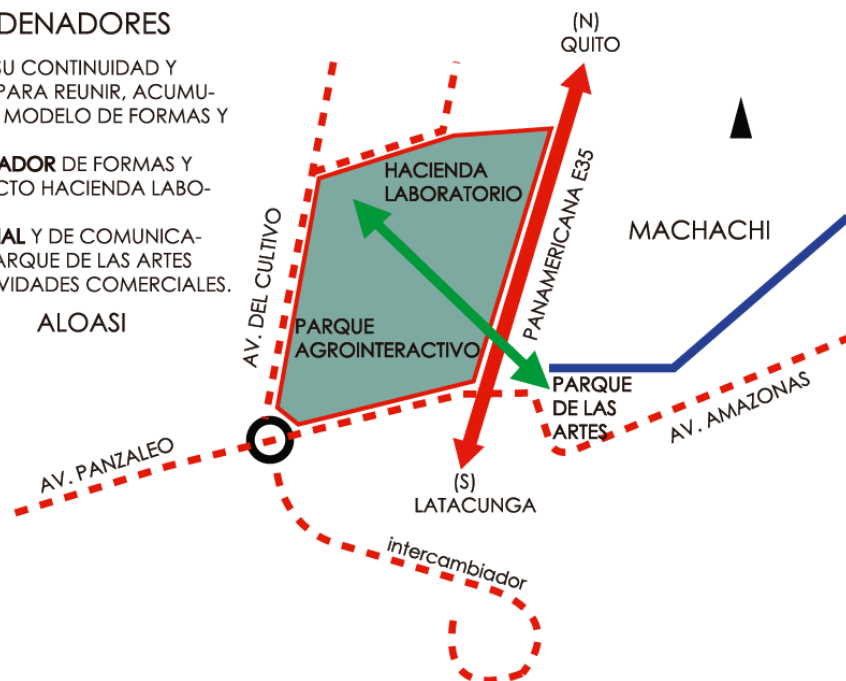 DENADORES
SU CONTINUIDAD Y
PARA REUNIR, ACUMU-
MODELO DE FORMAS Y
ADOR DE FORMAS Y
CTO HACIENDA LABO-
IAL Y DE COMUNICA-
ARQUE DE LAS ARTES
VIDADES COMERCIALES.
ALOASI
(N)
QUITO
HACIENDA
LABORATORIO
PANAMERICANA E35
MACHACHI
AV. DEL CULTIVO
PARQUE
AGROINTERACTIVO
PARQUE
DE LAS
ARTES
AV. AMAZONAS
AV. PANZALEO
(S)
LATACUNGA
intercambiador